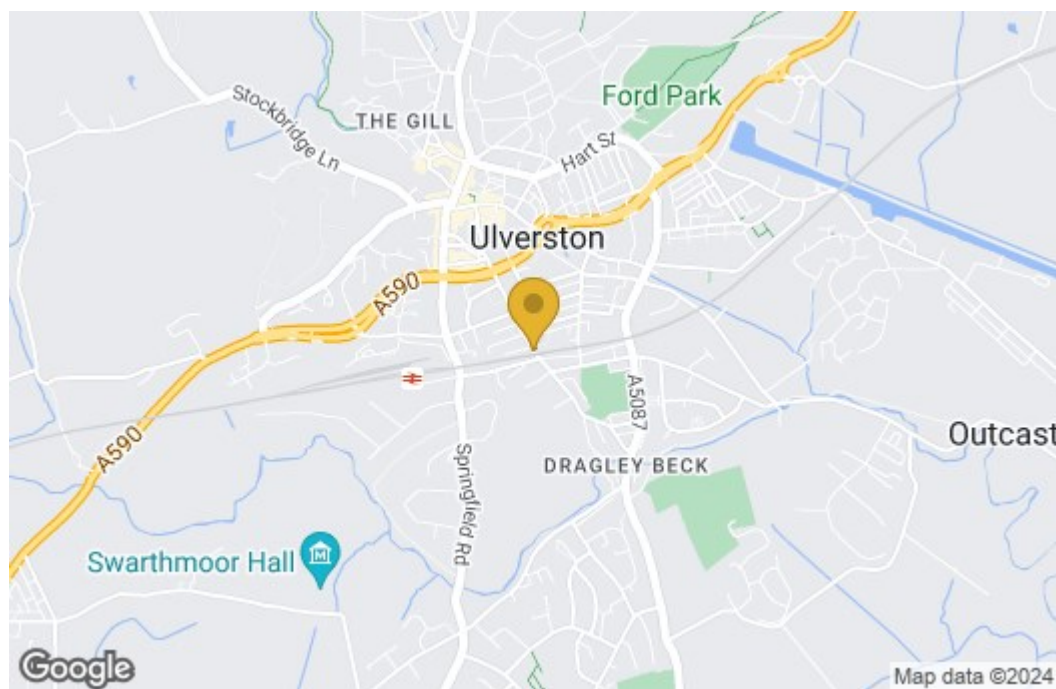 Ford Park
Stockbridge Ln
THE GILL
Hart St
Ulverston
A590
A5087
A590
Outcast
Springfield Rd
DRAGLEY BECK
Swarthmoor Hall
M
Google
Map data ©2024